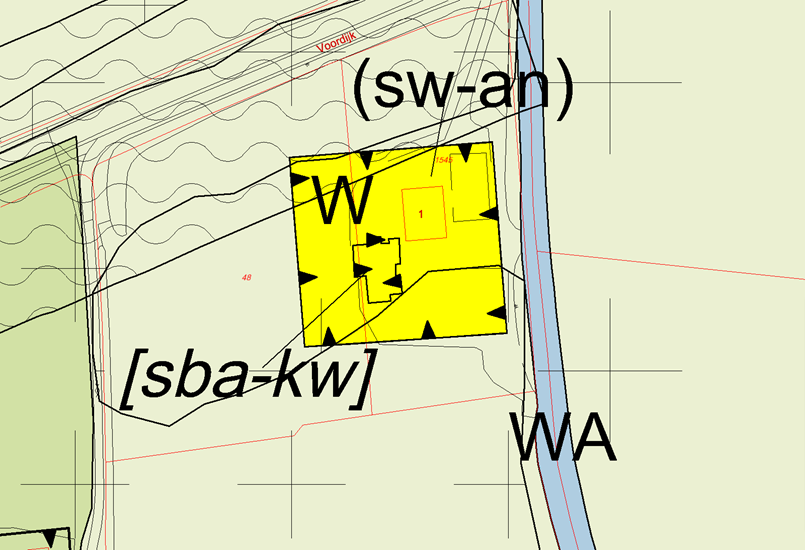 Voordijk
(sw-an)
1545
W
1
48
[sba-kw]
WA